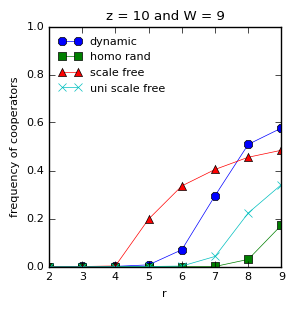 z = 10 and W = 9
dynamic
homo rand
scale free
uni scale free
frequency of cooperators
1.0
0.8
0.6
0.4
0.2
0.0
2 3 4 5 6 7 8 9
r